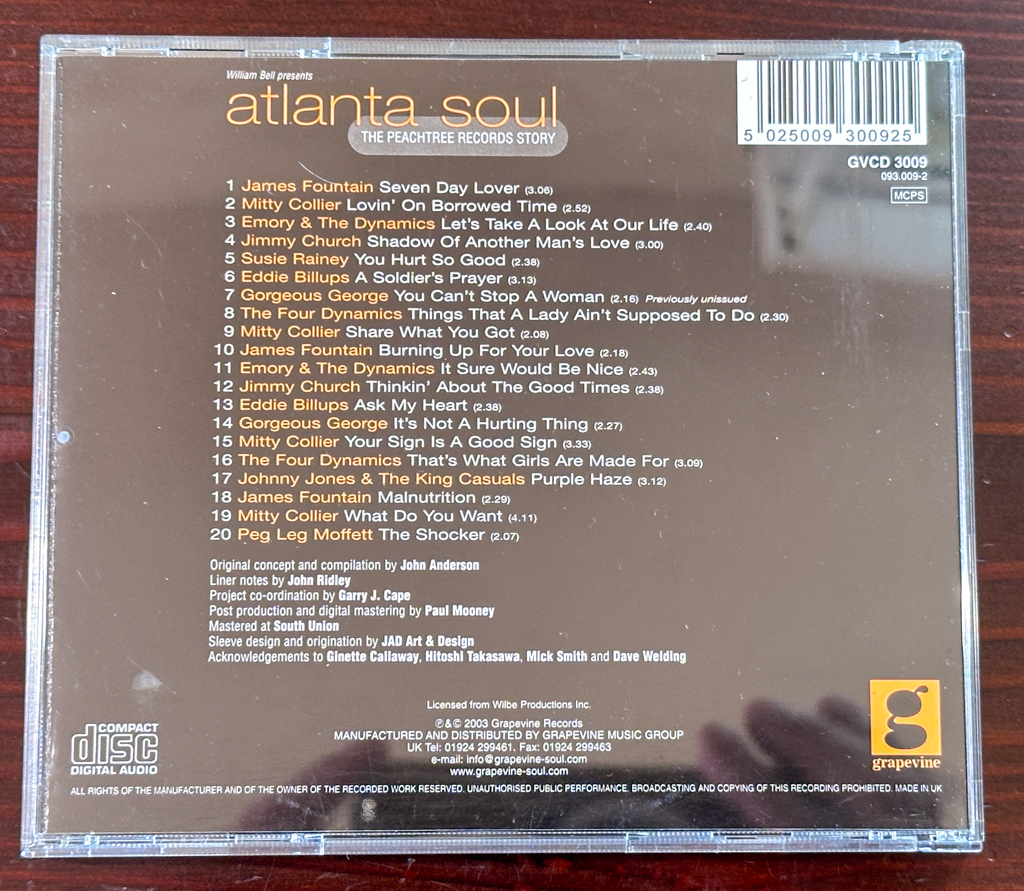 William Bell presents
atlanta soul
THE PEACHTREE RECORDS STORY
5 025009 300925
GVCD 3009
093.009-2
MCPS
1 James Fountain Seven Day Lover (3.06)
2 Mitty Collier Lovin' On Borrowed Time (2.52)
3 Emory & The Dynamics Let's Take A Look At Our Life (2.40)
4 Jimmy Church Shadow Of Another Man's Love (3.00)
5 Susie Rainey You Hurt So Good (2.38)
6 Eddie Billups A Soldier's Prayer (3.13)
7 Gorgeous George You Can't Stop A Woman (2.16) Previously unissued
8 The Four Dynamics Things That A Lady Ain't Supposed To Do (2.30)
9 Mitty Collier Share What You Got (2.08)
10 James Fountain Burning Up For Your Love (2.18)
11 Emory & The Dynamics It Sure Would Be Nice (2.43)
12 Jimmy Church Thinkin' About The Good Times (2.38)
13 Eddie Billups Ask My Heart (2.38)
14 Gorgeous George It's Not A Hurting Thing (2.27)
15 Mitty Collier Your Sign Is A Good Sign (3.33)
16 The Four Dynamics That's What Girls Are Made For (3.09)
17 Johnny Jones & The King Casuals Purple Haze (3.12)
18 James Fountain Malnutrition (2.29)
19 Mitty Collier What Do You Want (4.11)
20 Peg Leg Moffett The Shocker (2.07)
Original concept and compilation by John Anderson
Liner notes by John Ridley
Project co-ordination by Garry J. Cape
Post production and digital mastering by Paul Mooney
Mastered at South Union
Sleeve design and origination by JAD Art & Design
Acknowledgements to Ginette Callaway, Hitoshi Takasawa, Mick Smith and Dave Welding
Licensed from Wilbe Productions Inc.
℗&© 2003 Grapevine Records
MANUFACTURED AND DISTRIBUTED BY GRAPEVINE MUSIC GROUP
UK Tel: 01924 299461. Fax: 01924 299463
e-mail: info@grapevine-soul.com
www.grapevine-soul.com
COMPACT
disc
DIGITAL AUDIO
g
grapevine
ALL RIGHTS OF THE MANUFACTURER AND OF THE OWNER OF THE RECORDED WORK RESERVED. UNAUTHORISED PUBLIC PERFORMANCE. BROADCASTING AND COPYING OF THIS RECORDING PROHIBITED. MADE IN UK